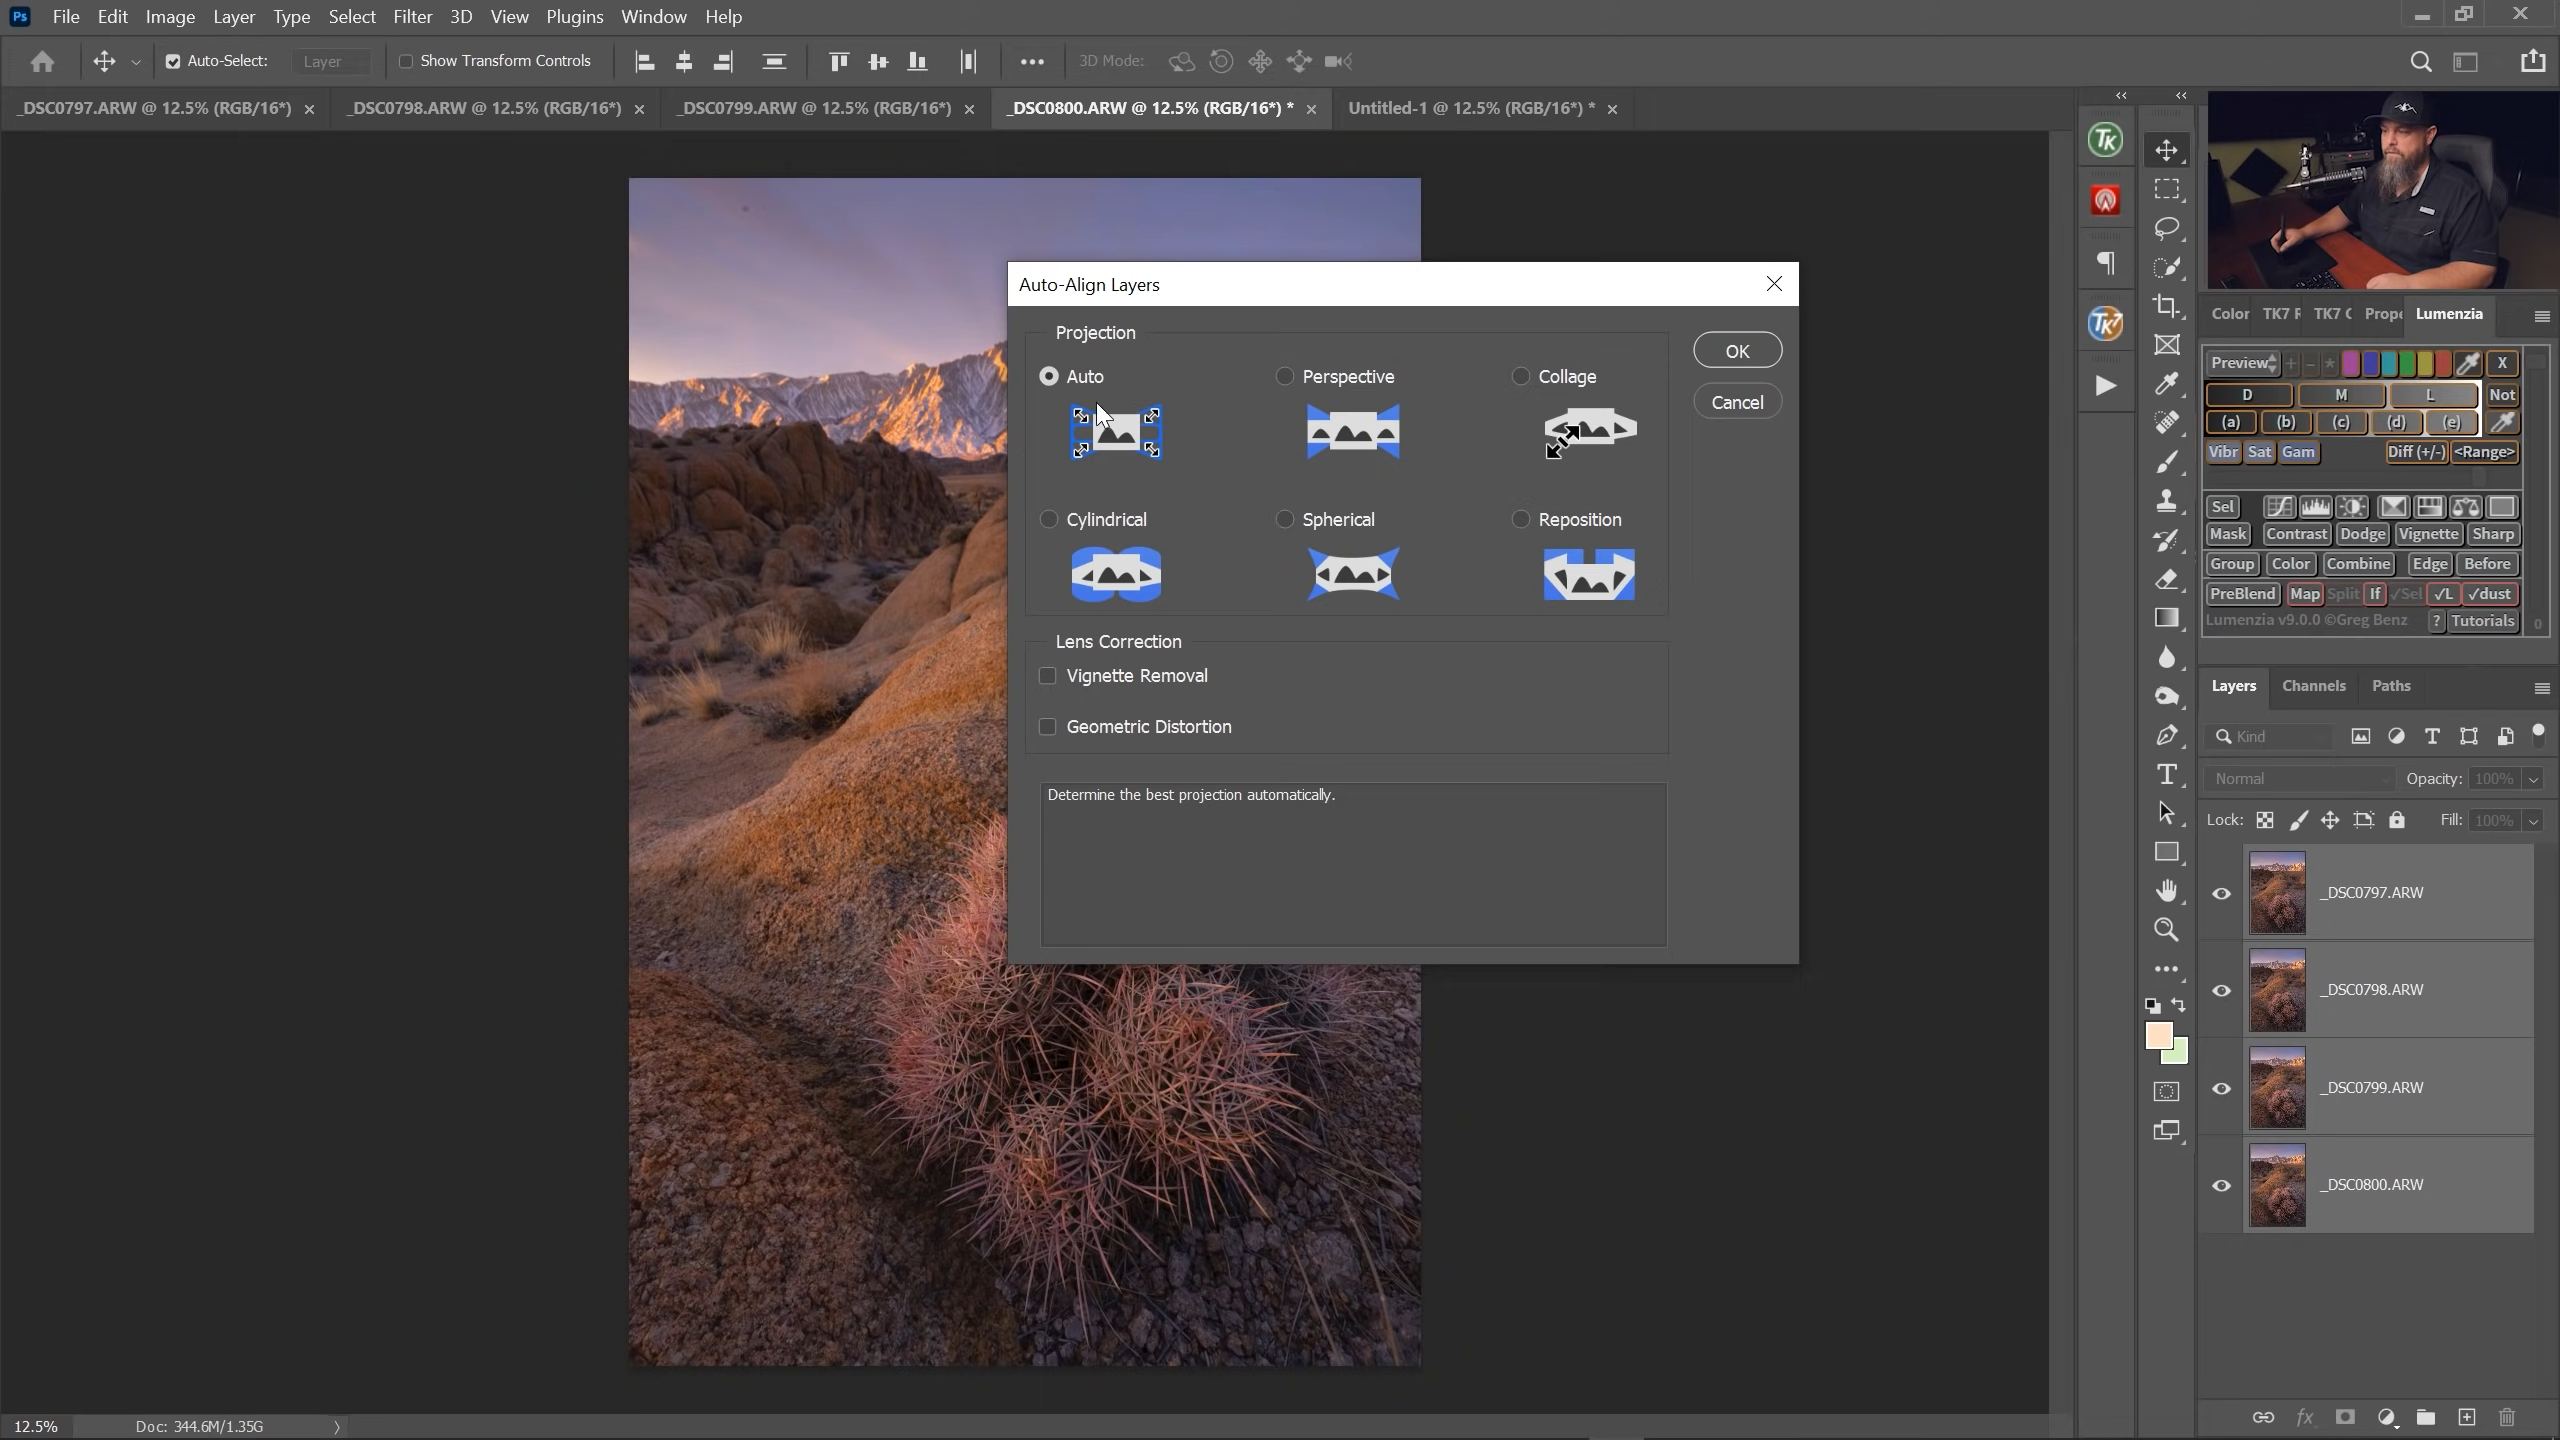 Ps File Edit Image Layer Type Select Filter 3D View Plugins Window Help
Auto-Select: Layer Show Transform Controls 3D Mode:
_DSC0797.ARW @ 12.5% (RGB/16*) _DSC0798.ARW @ 12.5% (RGB/16*) _DSC0799.ARW @ 12.5% (RGB/16*) _DSC0800.ARW @ 12.5% (RGB/16*) * Untitled-1 @ 12.5% (RGB/16*) *
TK
TK7
Auto-Align Layers
Projection
OK
Auto Perspective Collage
Cancel
Cylindrical Spherical Reposition
Lens Correction
Vignette Removal
Geometric Distortion
Determine the best projection automatically.
Color TK7 R TK7 C Prope Lumenzia
Preview + - * X
D M L Not
(a) (b) (c) (d) (e)
Vibr Sat Gam Diff (+/-) <Range>
Sel
Mask Contrast Dodge Vignette Sharp
Group Color Combine Edge Before
PreBlend Map Split If ✓Sel ✓L ✓dust
Lumenzia v9.0.0 ©Greg Benz ? Tutorials 0
Layers Channels Paths
Kind
Normal Opacity: 100%
Lock: Fill: 100%
_DSC0797.ARW
_DSC0798.ARW
_DSC0799.ARW
_DSC0800.ARW
fx
12.5% Doc: 344.6M/1.35G